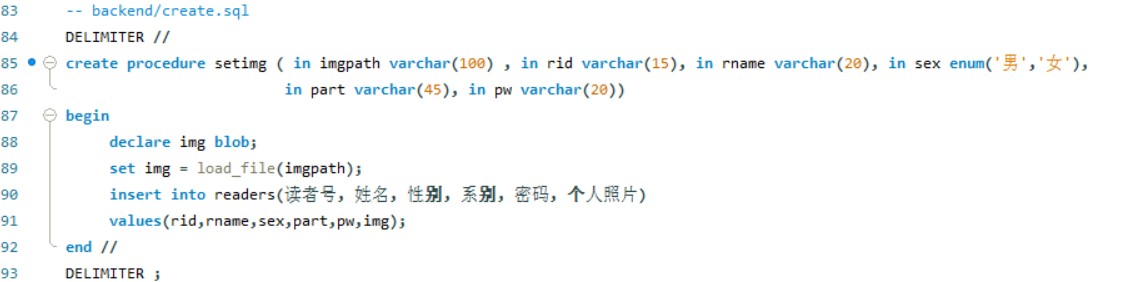 83 -- backend/create.sql
84 DELIMITER //
85 create procedure setimg ( in imgpath varchar(100) , in rid varchar(15), in rname varchar(20), in sex enum('男','女'),
86 in part varchar(45), in pw varchar(20))
87 begin
88 declare img blob;
89 set img = load_file(imgpath);
90 insert into readers(读者号, 姓名, 性别, 系别, 密码, 个人照片)
91 values(rid,rname,sex,part,pw,img);
92 end //
93 DELIMITER ;